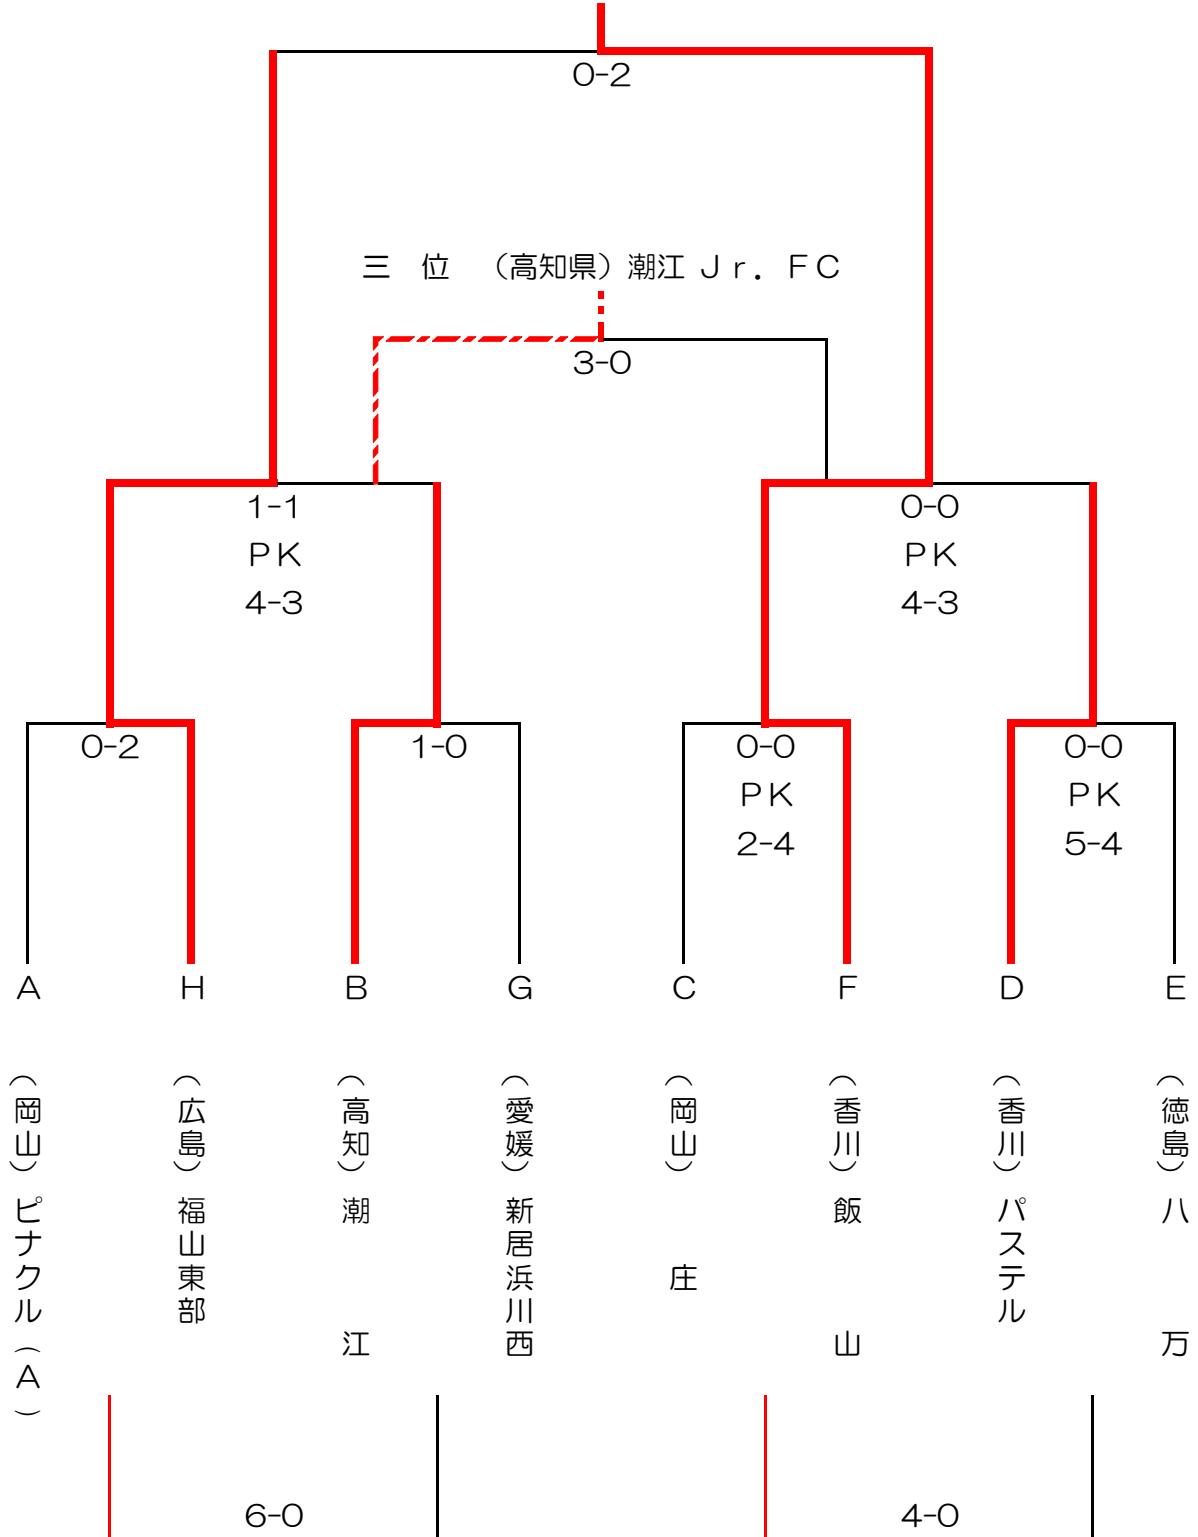 0-2
三 位 （高知県）潮江 Ｊｒ．ＦＣ
3-0
1-1
ＰＫ
4-3
0-0
ＰＫ
4-3
0-2
1-0
0-0
ＰＫ
2-4
0-0
ＰＫ
5-4
A
H
B
G
C
F
D
E
（岡山）ピナクル（A）
（広島）福山東部
（高知）潮 江
（愛媛）新居浜川西
（岡山） 庄
（香川）飯 山
（香川）パステル
（徳島）八 万
6-0
4-0